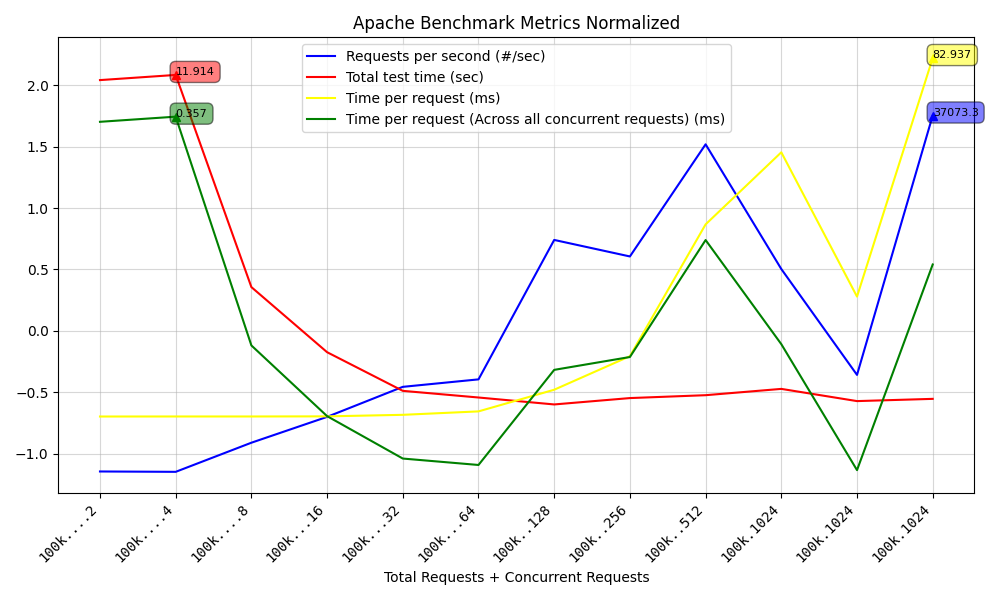 Apache Benchmark Metrics Normalized
Requests per second (#/sec)
Total test time (sec)
Time per request (ms)
Time per request (Across all concurrent requests) (ms)
11.914
0.357
82.937
37073.3
2.0
1.5
1.0
0.5
0.0
−0.5
−1.0
100k....2
100k....4
100k....8
100k...16
100k...32
100k...64
100k..128
100k..256
100k..512
100k.1024
100k.1024
100k.1024
Total Requests + Concurrent Requests